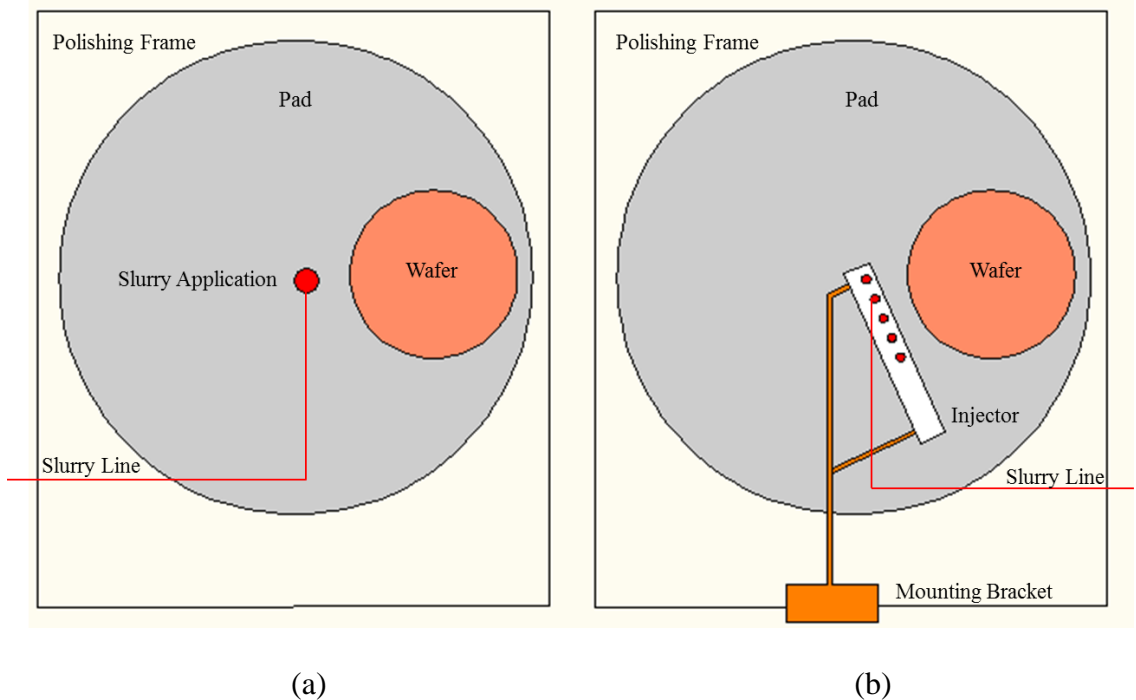 Polishing Frame
Pad
Wafer
Slurry Application
Slurry Line
(a)
Polishing Frame
Pad
Wafer
Injector
Slurry Line
Mounting Bracket
(b)